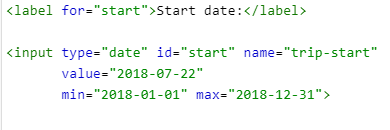 <label for="start">Start date:</label>
<input type="date" id="start" name="trip-start"
value="2018-07-22"
min="2018-01-01" max="2018-12-31">